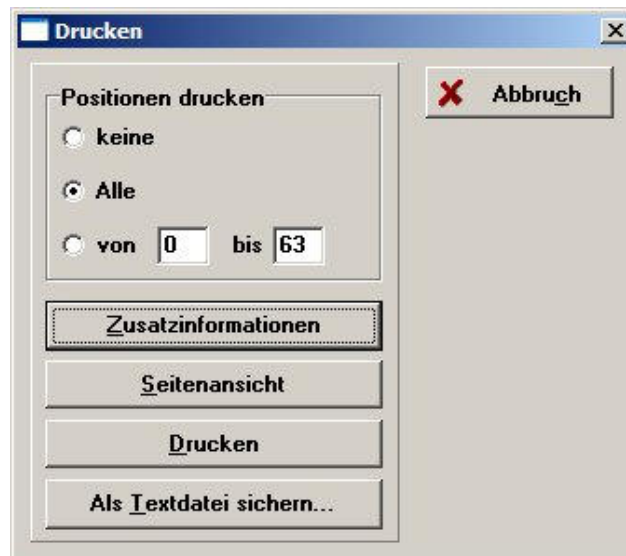 Drucken
Positionen drucken
keine
Alle
von 0 bis 63
Zusatzinformationen
Seitenansicht
Drucken
Als Textdatei sichern...
Abbruch